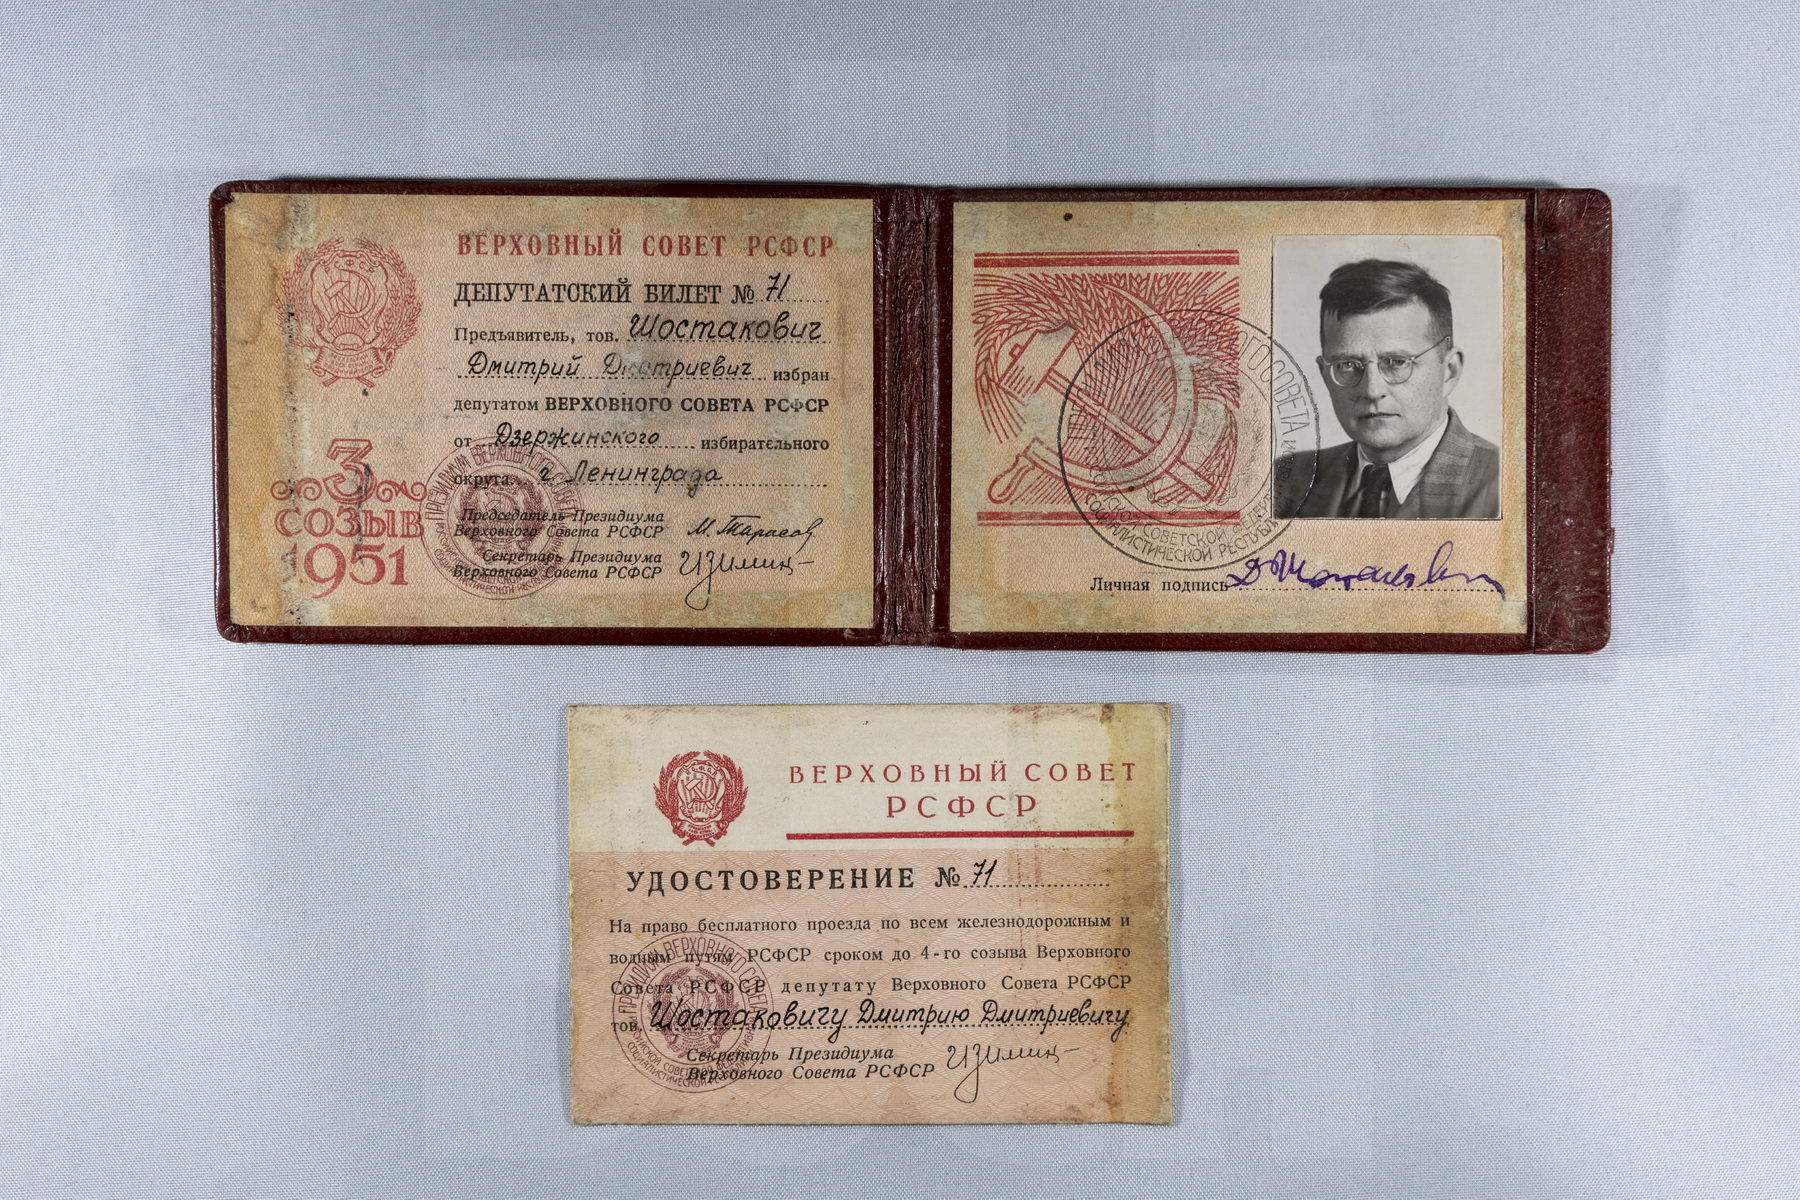 ВЕРХОВНЫЙ СОВЕТ РСФСР
ДЕПУТАТСКИЙ БИЛЕТ № 71
Предъявитель, тов. Шостакович
Дмитрий Дмитриевич избран
депутатом ВЕРХОВНОГО СОВЕТА РСФСР
от Дзержинского избирательного
округа г. Ленинграда
Председатель Президиума
Верховного Совета РСФСР М. Тарасов
Секретарь Президиума
Верховного Совета РСФСР
3
СОЗЫВ
1951
Личная подпись
ВЕРХОВНЫЙ СОВЕТ
РСФСР
УДОСТОВЕРЕНИЕ № 71
На право бесплатного проезда по всем железнодорожным и
водным путям РСФСР сроком до 4-го созыва Верховного
Совета РСФСР депутату Верховного Совета РСФСР
тов. Шостаковичу Дмитрию Дмитриевичу
Секретарь Президиума
Верховного Совета РСФСР